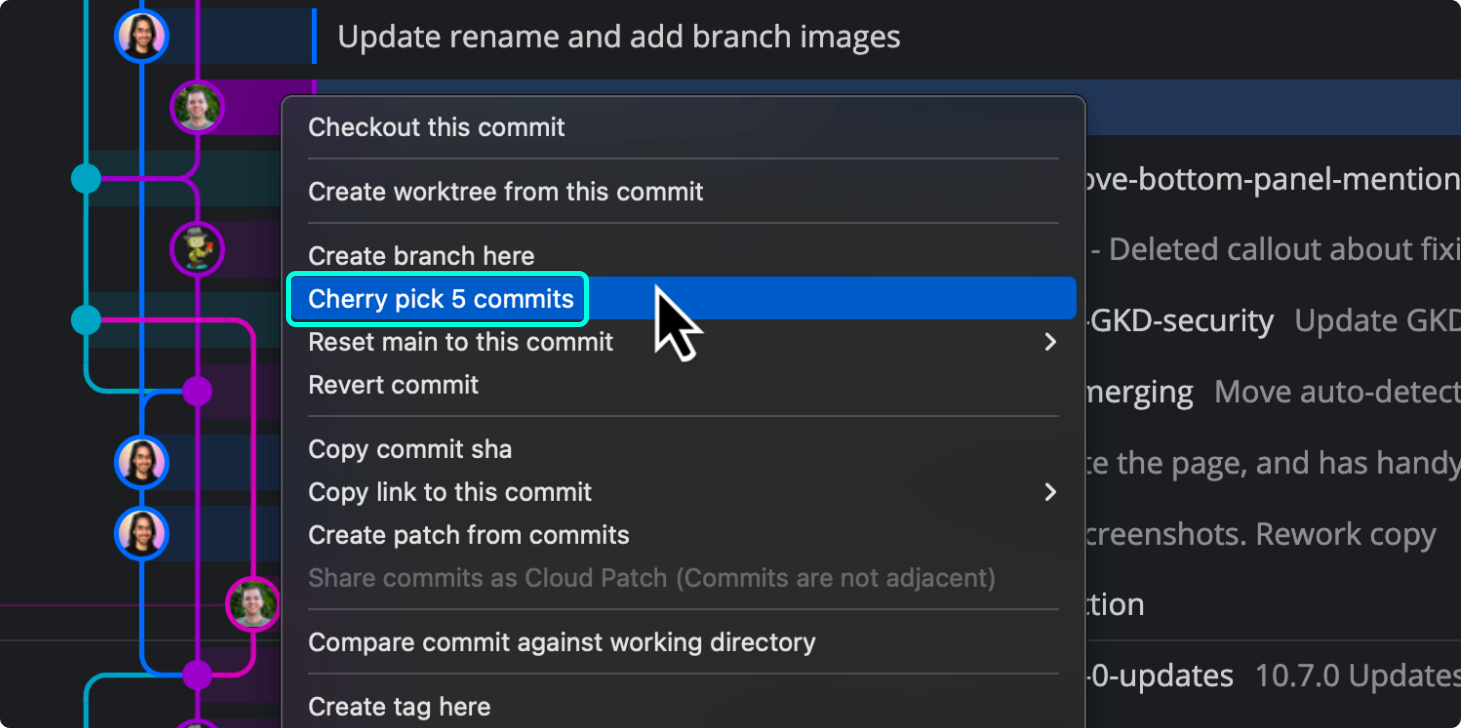 Update rename and add branch images
Checkout this commit
Create worktree from this commit
ove-bottom-panel-mention
Create branch here
- Deleted callout about fixi
Cherry pick 5 commits
-GKD-security Update GKD
Reset main to this commit
Revert commit
merging Move auto-detect
Copy commit sha
te the page, and has handy
Copy link to this commit
Create patch from commits
creenshots. Rework copy
Share commits as Cloud Patch (Commits are not adjacent)
ction
Compare commit against working directory
-0-updates 10.7.0 Updates
Create tag here